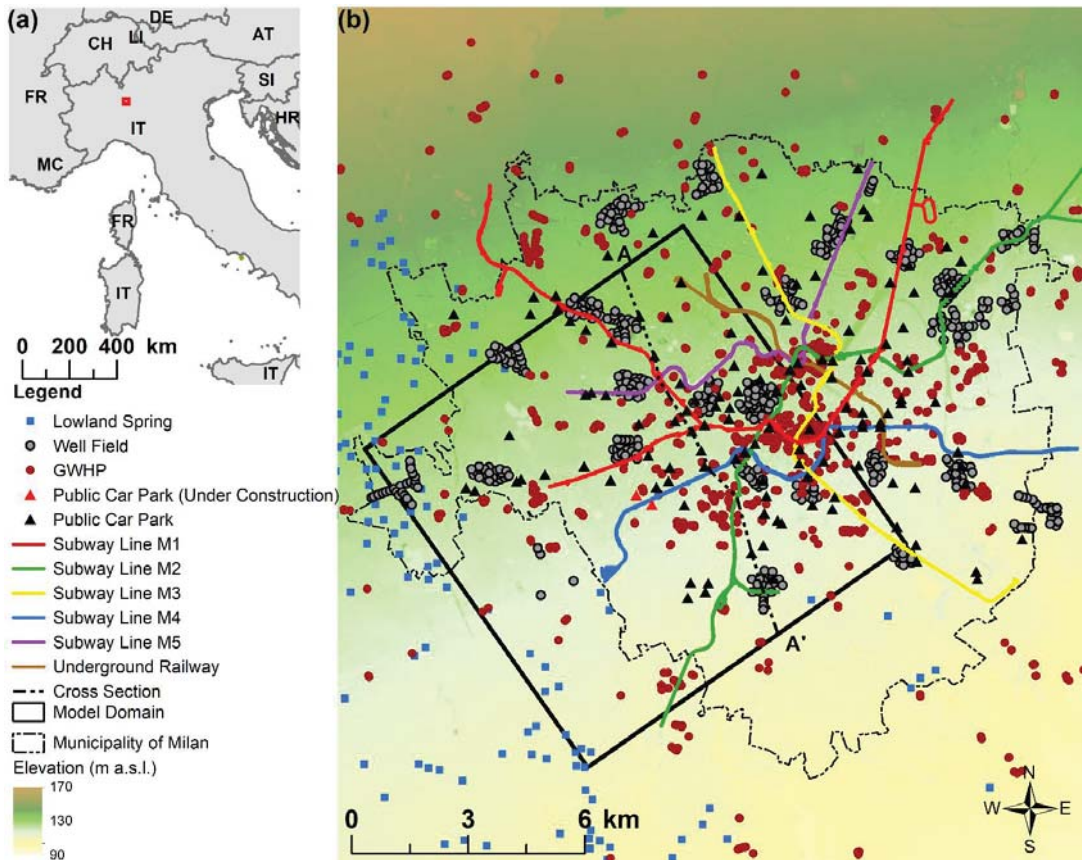 (a)
DE
LI
CH
AT
SI
FR
HR
IT
MC
FR
IT
IT
0 200 400 km
Legend
Lowland Spring
Well Field
GWHP
Public Car Park (Under Construction)
Public Car Park
Subway Line M1
Subway Line M2
Subway Line M3
Subway Line M4
Subway Line M5
Underground Railway
Cross Section
Model Domain
Municipality of Milan
Elevation (m a.s.l.)
170
130
90
(b)
A
A'
0 3 6 km
N
W E
S